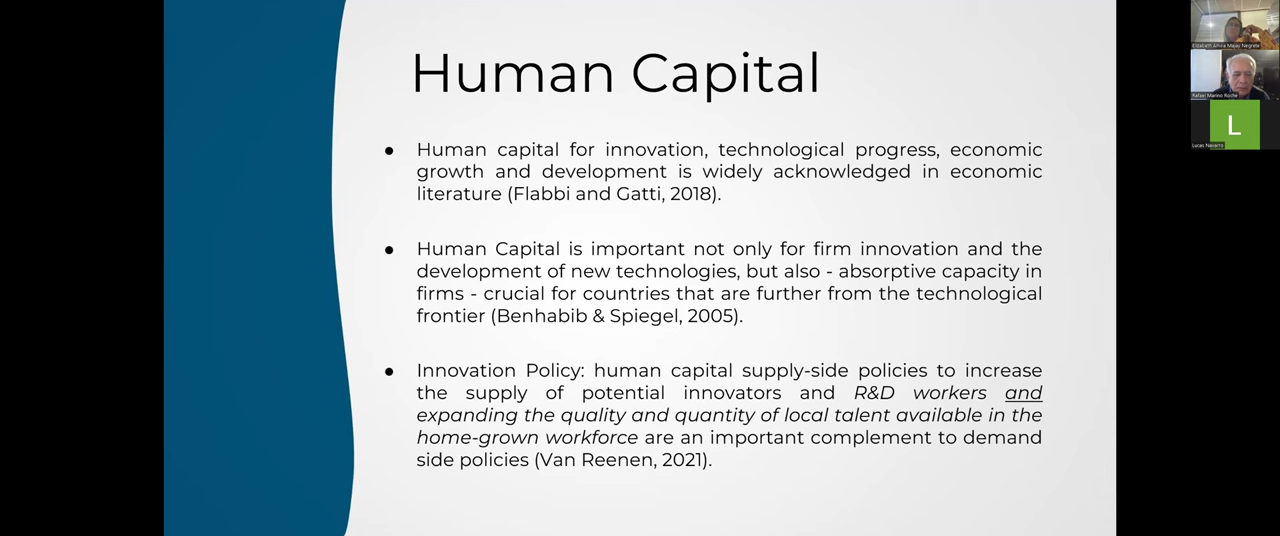 Human Capital
● Human capital for innovation, technological progress, economic
growth and development is widely acknowledged in economic
literature (Flabbi and Gatti, 2018).
● Human Capital is important not only for firm innovation and the
development of new technologies, but also - absorptive capacity in
firms - crucial for countries that are further from the technological
frontier (Benhabib & Spiegel, 2005).
● Innovation Policy: human capital supply-side policies to increase
the supply of potential innovators and R&D workers and
expanding the quality and quantity of local talent available in the
home-grown workforce are an important complement to demand
side policies (Van Reenen, 2021).
Rafael Marino Roche
L
Lucas Navarro